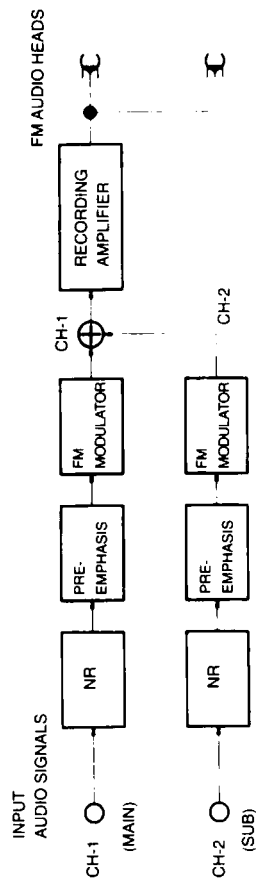 INPUT
AUDIO SIGNALS
CH-1
(MAIN)
NR
PRE-
EMPHASIS
FM
MODULATOR
CH-1
RECORDING
AMPLIFIER
FM AUDIO HEADS
CH-2
(SUB)
NR
PRE-
EMPHASIS
FM
MODULATOR
CH-2